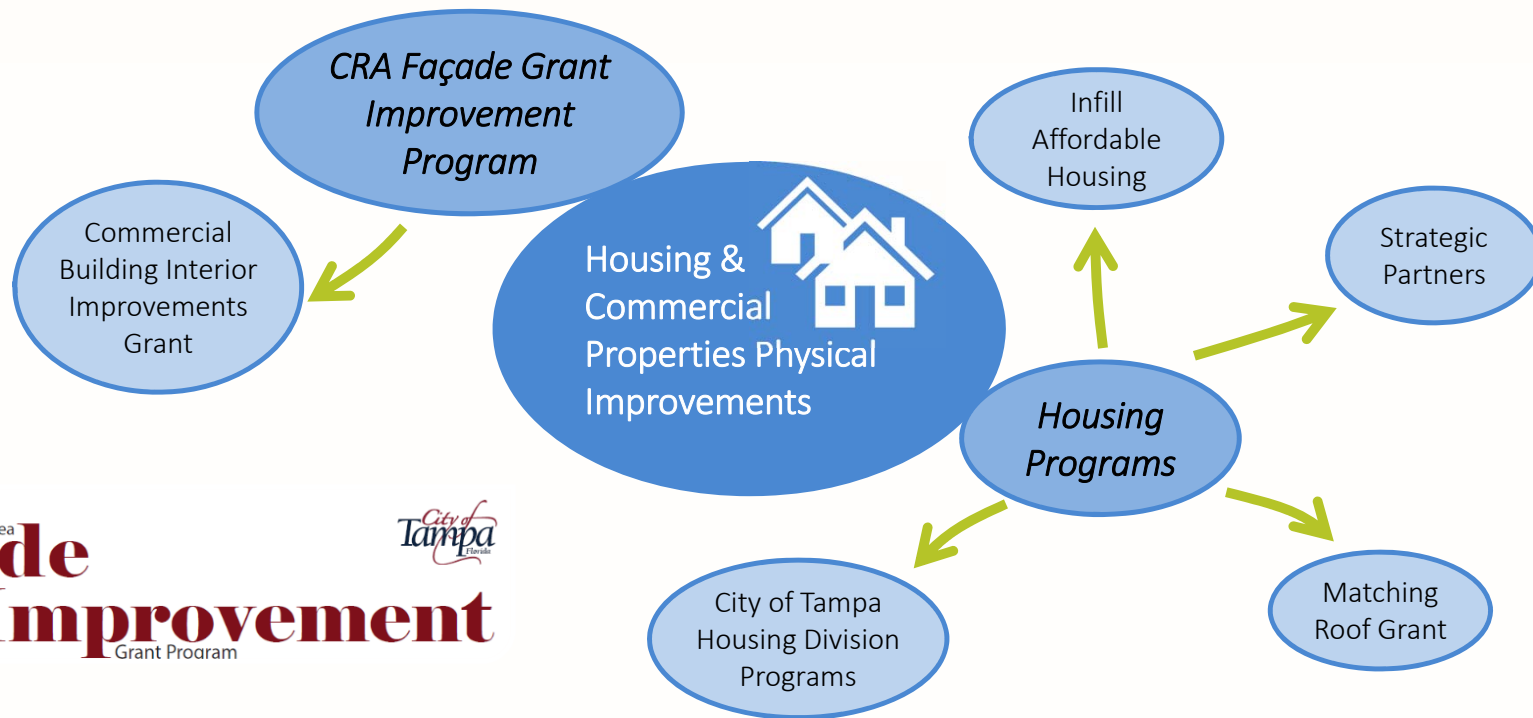 CRA Façade Grant
Improvement
Program
Commercial
Building Interior
Improvements
Grant
Housing &
Commercial
Properties Physical
Improvements
Infill
Affordable
Housing
Strategic
Partners
Housing
Programs
City of Tampa
Housing Division
Programs
Matching
Roof Grant
City of
Tampa
Florida
ea
de
Improvement
Grant Program